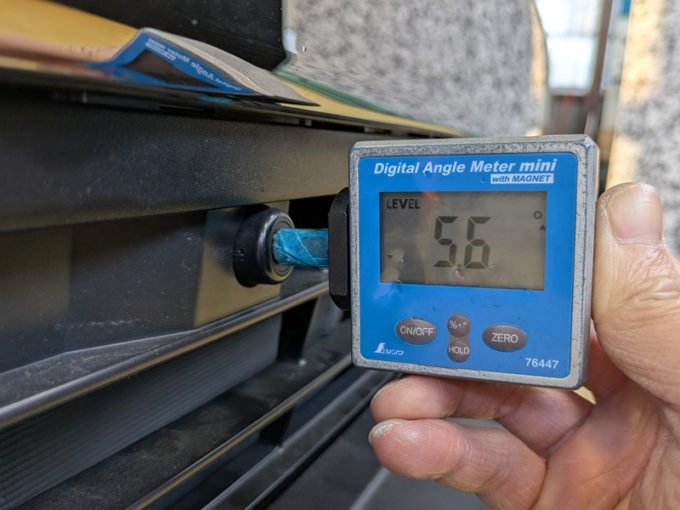 Digital Angle Meter mini
with MAGNET
LEVEL
5.6°
ON/OFF
%·°
HOLD
ZERO
シンワ
76447